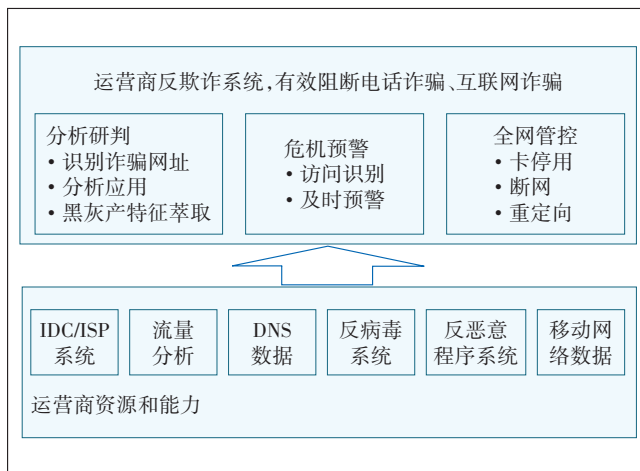 运营商反欺诈系统,有效阻断电话诈骗、互联网诈骗
分析研判
• 识别诈骗网址
• 分析应用
• 黑灰产特征萃取
危机预警
• 访问识别
• 及时预警
全网管控
• 卡停用
• 断网
• 重定向
IDC/ISP
系统
流量
分析
DNS
数据
反病毒
系统
反恶意
程序系统
移动网
络数据
运营商资源和能力